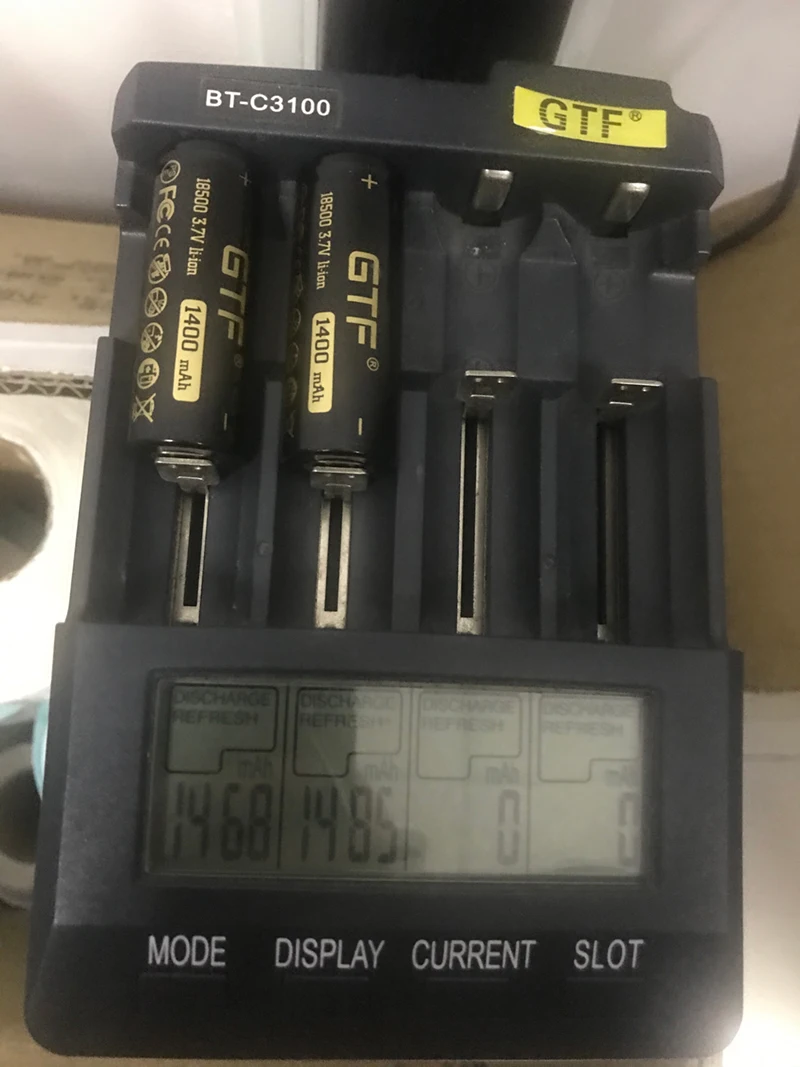 BT-C3100
GTF®
FC CE
18500 3.7V li-ion
GTF®
1400 mAh
+
-
18500 3.7V li-ion
GTF®
1400 mAh
+
-
DISCHARGE DISCHARGE DISCHARGE DISCHARGE
REFRESH REFRESH REFRESH REFRESH
mAh mAh mAh mAh
1468 1485 0 0
MODE DISPLAY CURRENT SLOT